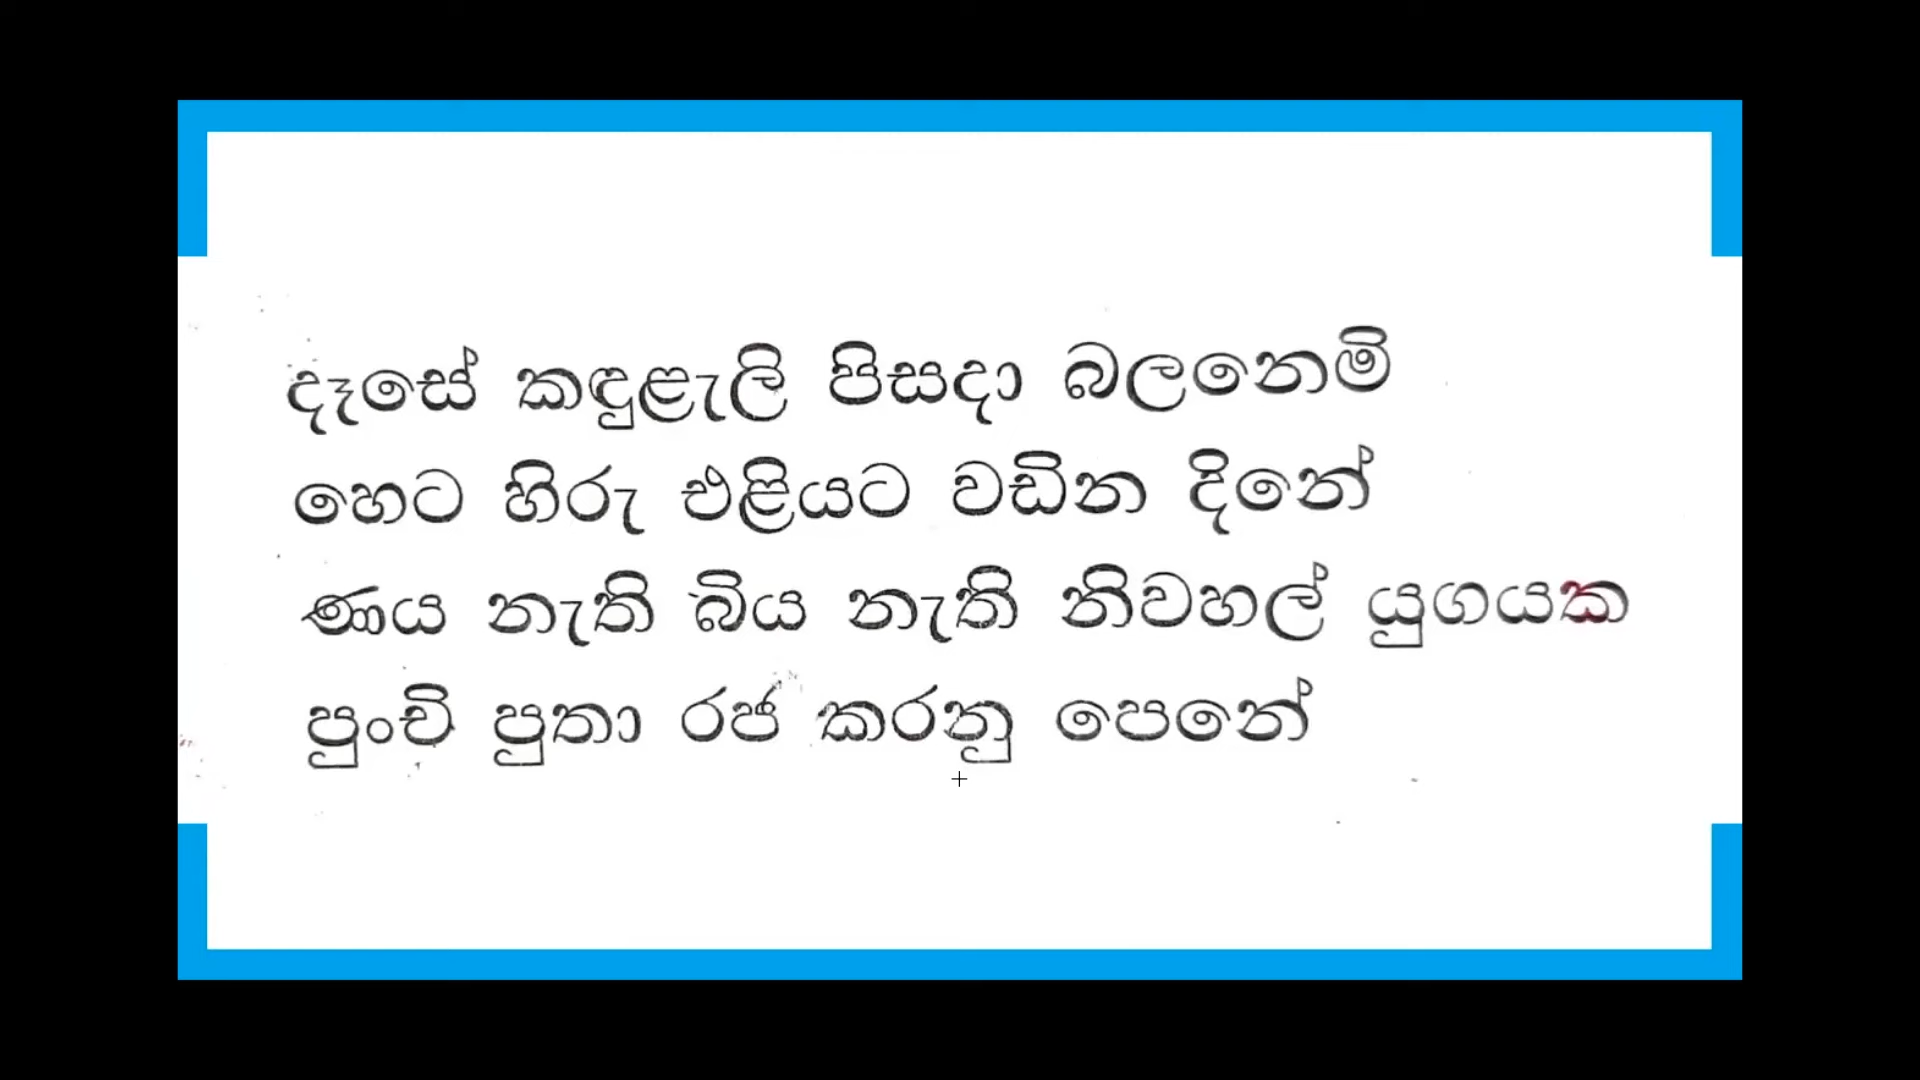 දෑසේ කඳුළැලි පිසදා බලනෙමි
හෙට හිරු එළියට වඩින දිනේ
ණය නැති බිය නැති නිවහල් යුගයක
පුංචි පුතා රජ කරනු පෙනේ